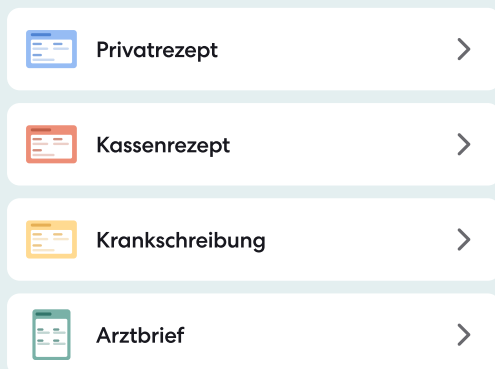 Privatrezept
Kassenrezept
Krankschreibung
Arztbrief